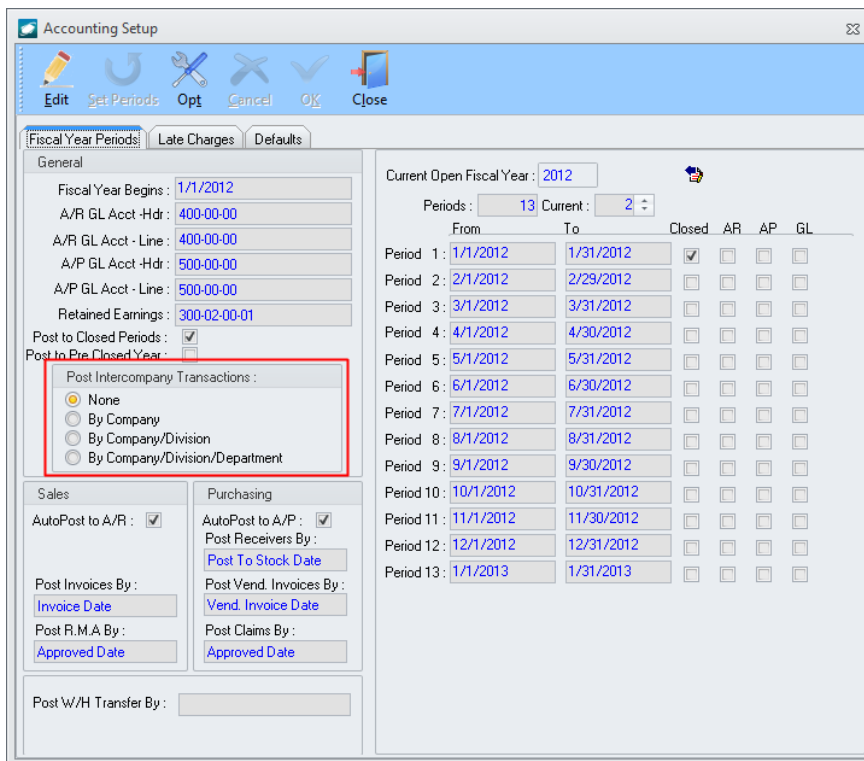 Accounting Setup
Edit Set Periods Opt Cancel OK Close
Fiscal Year Periods Late Charges Defaults
General
Fiscal Year Begins : 1/1/2012
A/R GL Acct -Hdr : 400-00-00
A/R GL Acct - Line : 400-00-00
A/P GL Acct -Hdr : 500-00-00
A/P GL Acct - Line : 500-00-00
Retained Earnings : 300-02-00-01
Post to Closed Periods :
Post to Pre Closed Year :
Post Intercompany Transactions :
None
By Company
By Company/Division
By Company/Division/Department
Sales
AutoPost to A/R :
Post Invoices By :
Invoice Date
Post R.M.A By :
Approved Date
Purchasing
AutoPost to A/P :
Post Receivers By :
Post To Stock Date
Post Vend. Invoices By :
Vend. Invoice Date
Post Claims By :
Approved Date
Post W/H Transfer By :
Current Open Fiscal Year : 2012
Periods : 13 Current : 2
From To Closed AR AP GL
Period 1 : 1/1/2012 1/31/2012
Period 2 : 2/1/2012 2/29/2012
Period 3 : 3/1/2012 3/31/2012
Period 4 : 4/1/2012 4/30/2012
Period 5 : 5/1/2012 5/31/2012
Period 6 : 6/1/2012 6/30/2012
Period 7 : 7/1/2012 7/31/2012
Period 8 : 8/1/2012 8/31/2012
Period 9 : 9/1/2012 9/30/2012
Period 10 : 10/1/2012 10/31/2012
Period 11 : 11/1/2012 11/30/2012
Period 12 : 12/1/2012 12/31/2012
Period 13 : 1/1/2013 1/31/2013